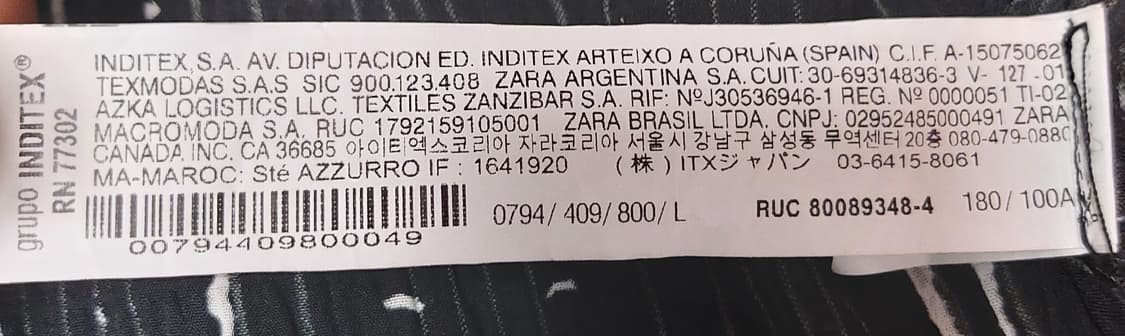 grupo INDITEX®
RN 77302
INDITEX, S.A. AV. DIPUTACION ED. INDITEX ARTEIXO A CORUÑA (SPAIN) C.I.F. A-15075062
TEXMODAS S.A.S SIC 900.123.408 ZARA ARGENTINA S.A. CUIT: 30-69314836-3 V- 127 -01
AZKA LOGISTICS LLC. TEXTILES ZANZIBAR S.A. RIF: NºJ30536946-1 REG. Nº 0000051 TI-02
MACROMODA S.A. RUC 1792159105001 ZARA BRASIL LTDA. CNPJ: 02952485000491 ZARA
CANADA INC. CA 36685 아이티엑스코리아 자라코리아 서울시 강남구 삼성동 무역센터 20층 080-479-0880
MA-MAROC: Sté AZZURRO IF : 1641920 (株) ITXジャパン 03-6415-8061
0794/ 409/ 800/ L RUC 80089348-4 180/ 100A
00794409800049